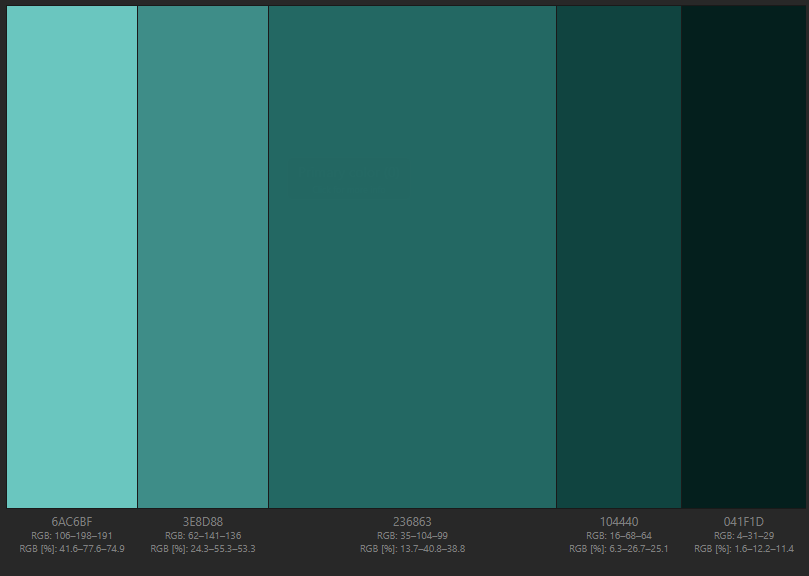 6AC6BF
RGB: 106–198–191
RGB [%]: 41.6–77.6–74.9
3E8D88
RGB: 62–141–136
RGB [%]: 24.3–55.3–53.3
236863
RGB: 35–104–99
RGB [%]: 13.7–40.8–38.8
104440
RGB: 16–68–64
RGB [%]: 6.3–26.7–25.1
041F1D
RGB: 4–31–29
RGB [%]: 1.6–12.2–11.4